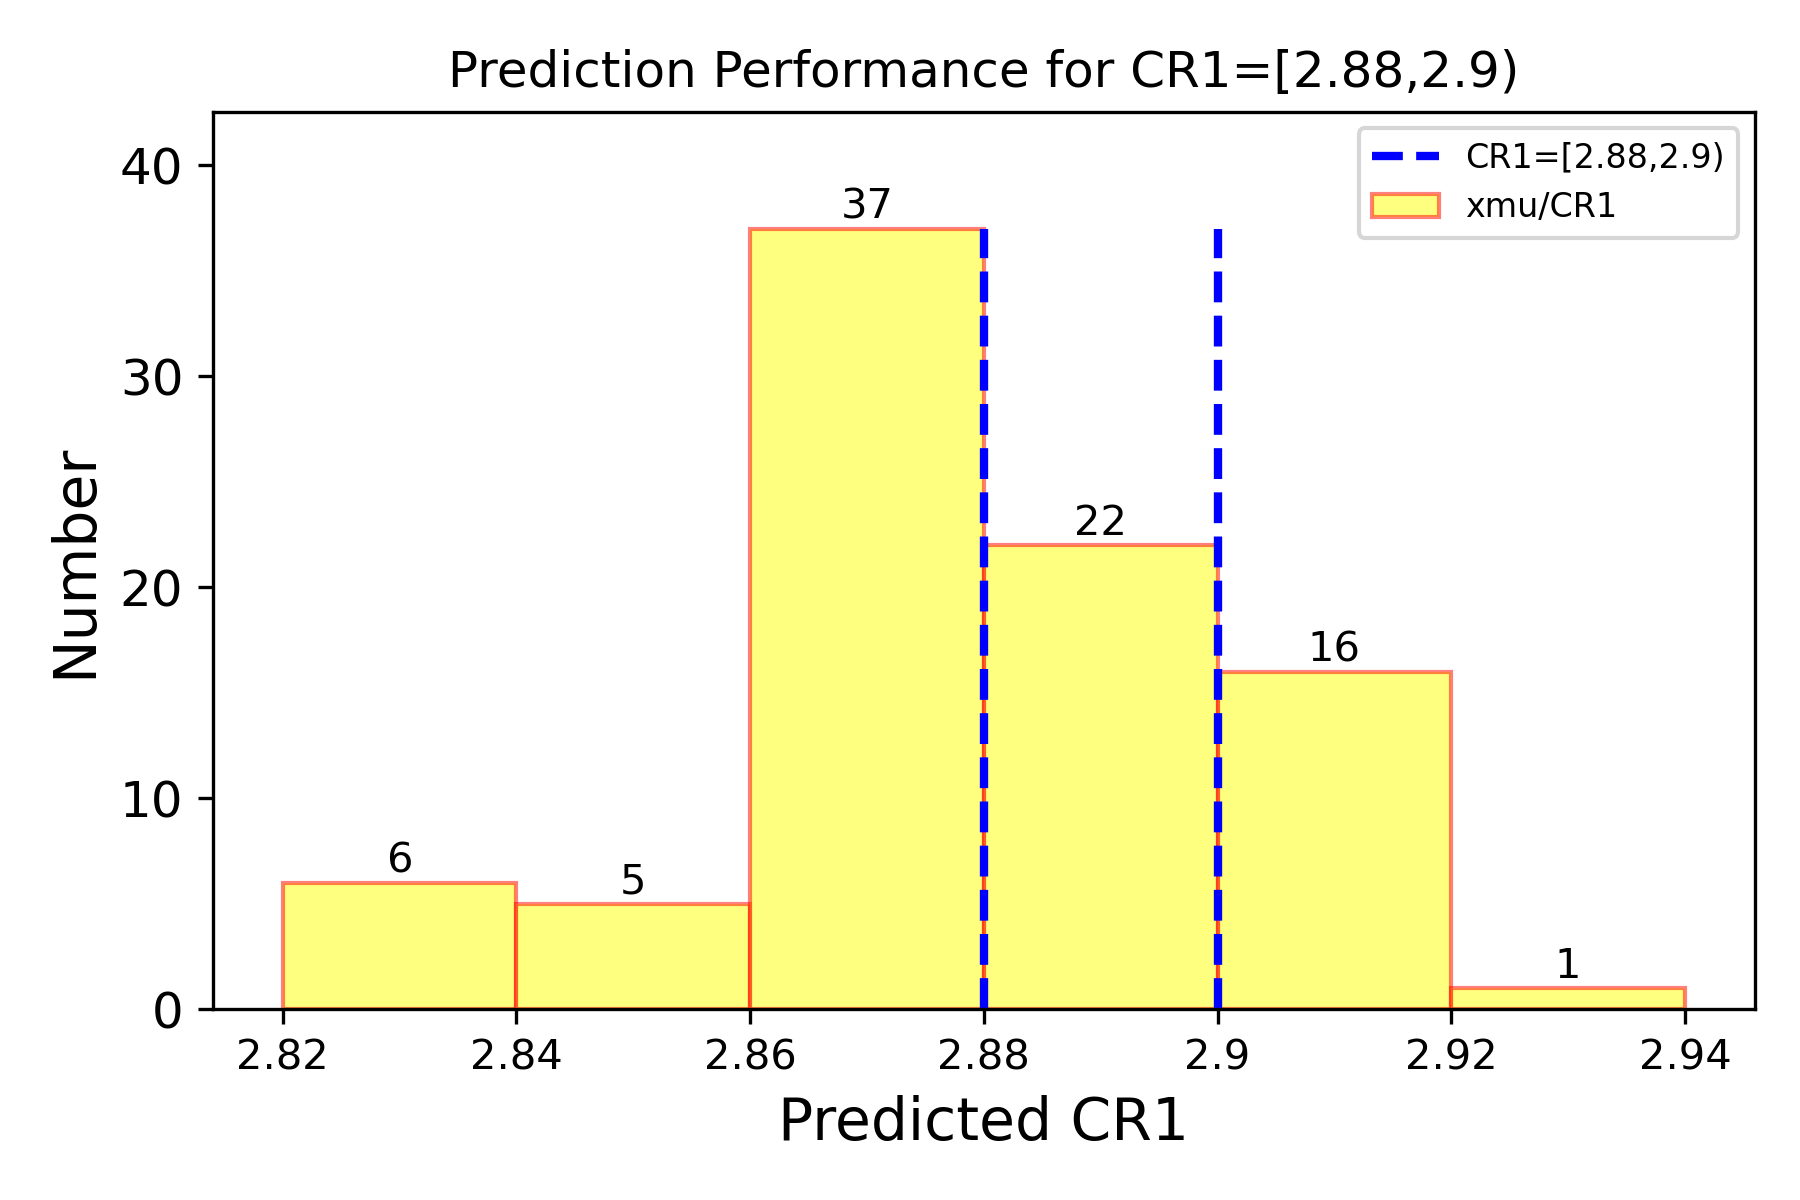 Prediction Performance for CR1=[2.88,2.9)
CR1=[2.88,2.9)
xmu/CR1
Number
40
30
20
10
0
6
5
37
22
16
1
2.82 2.84 2.86 2.88 2.9 2.92 2.94
Predicted CR1